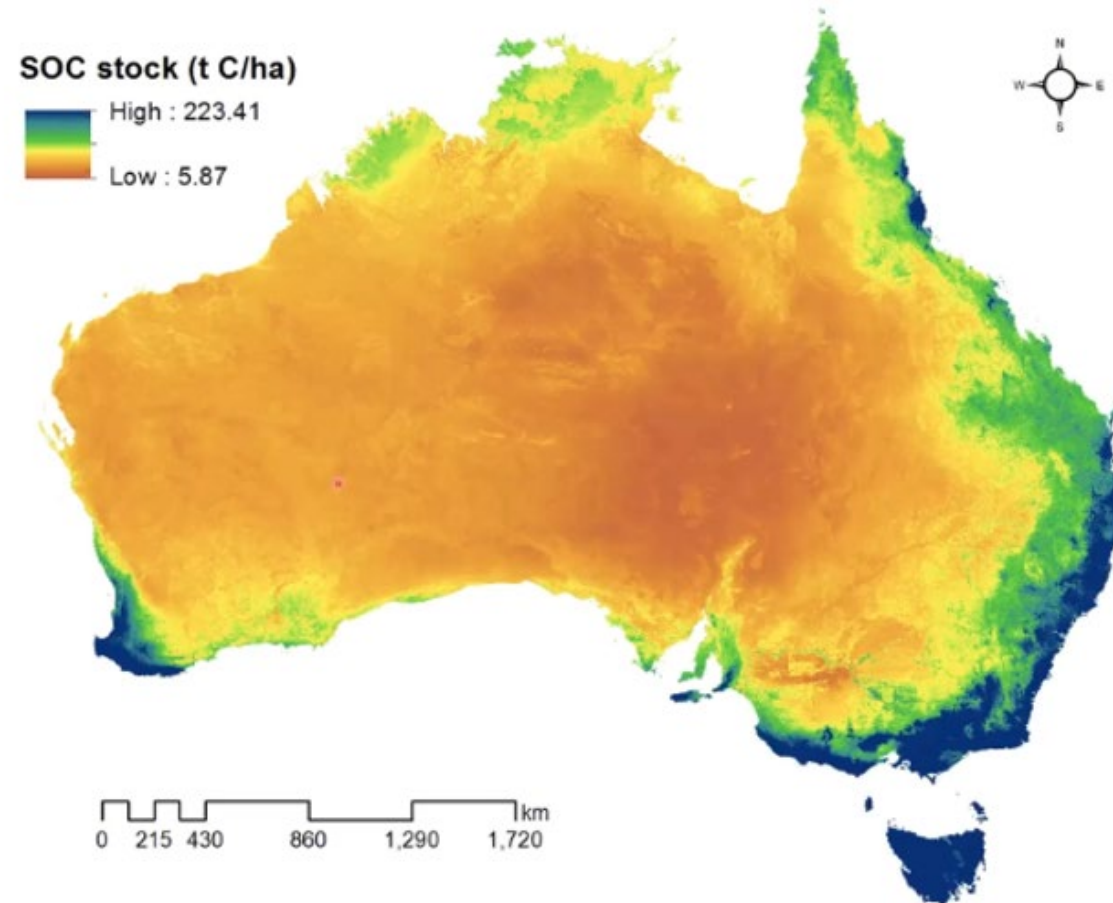 SOC stock (t C/ha)
High : 223.41
Low : 5.87
N
W E
S
km
0 215 430 860 1,290 1,720